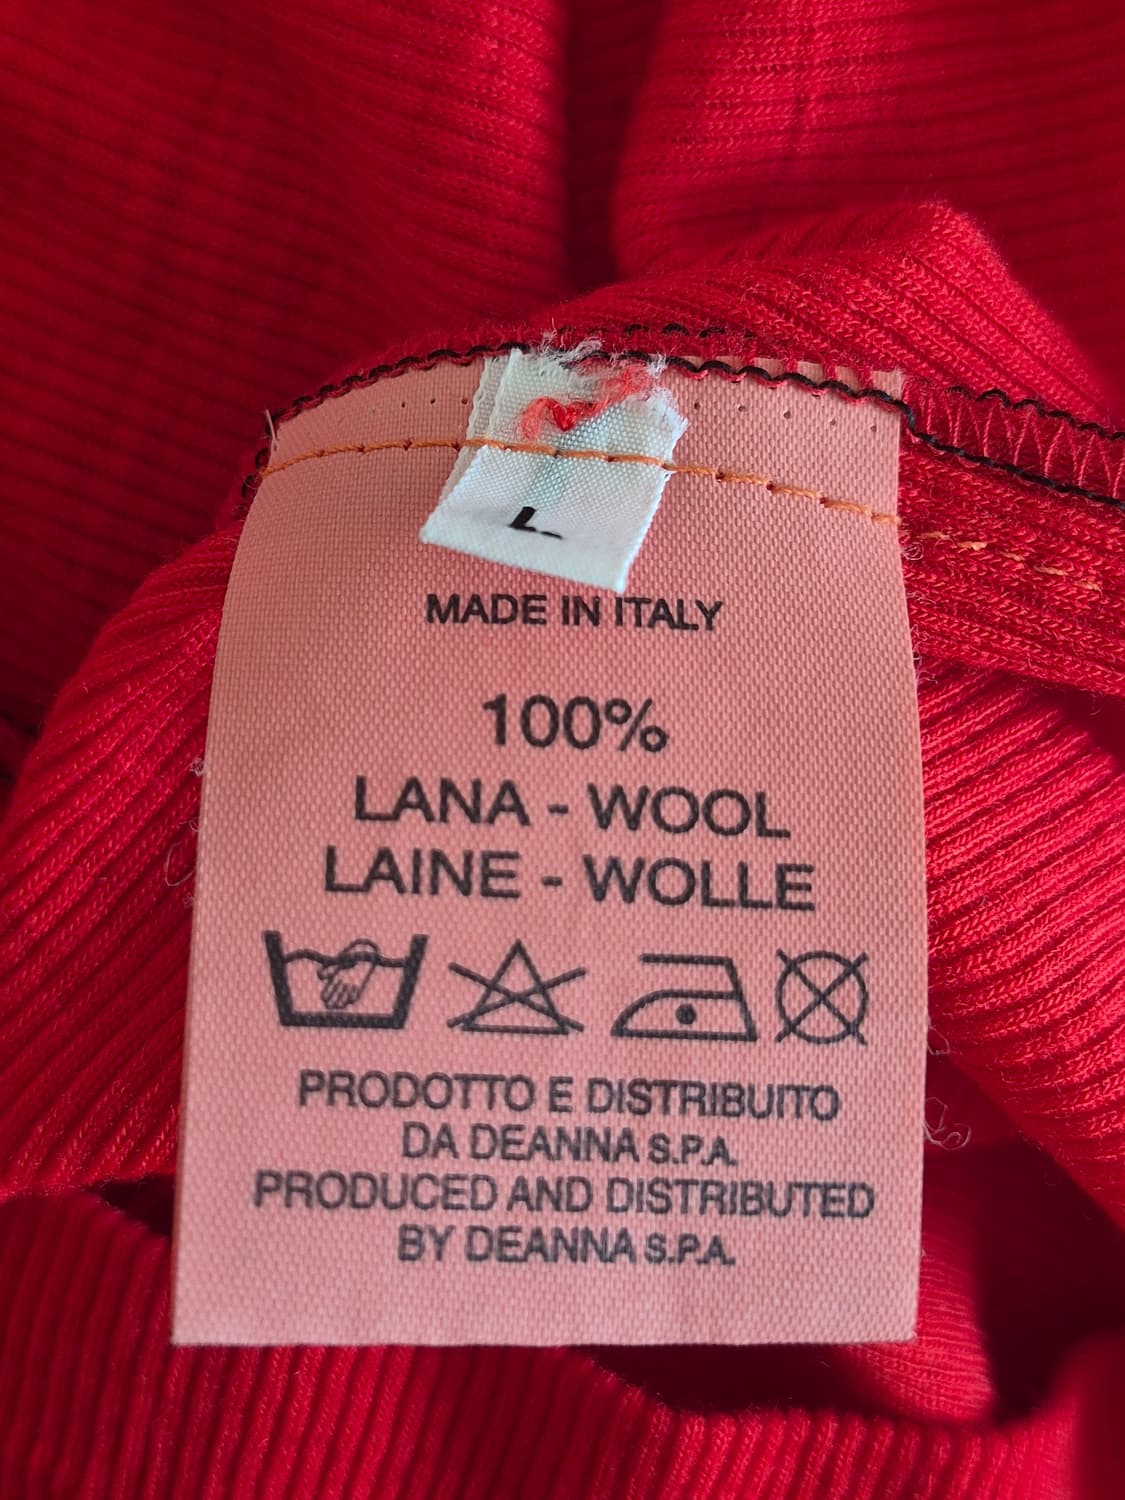 L
MADE IN ITALY
100%
LANA - WOOL
LAINE - WOLLE
PRODOTTO E DISTRIBUITO
DA DEANNA S.P.A.
PRODUCED AND DISTRIBUTED
BY DEANNA S.P.A.